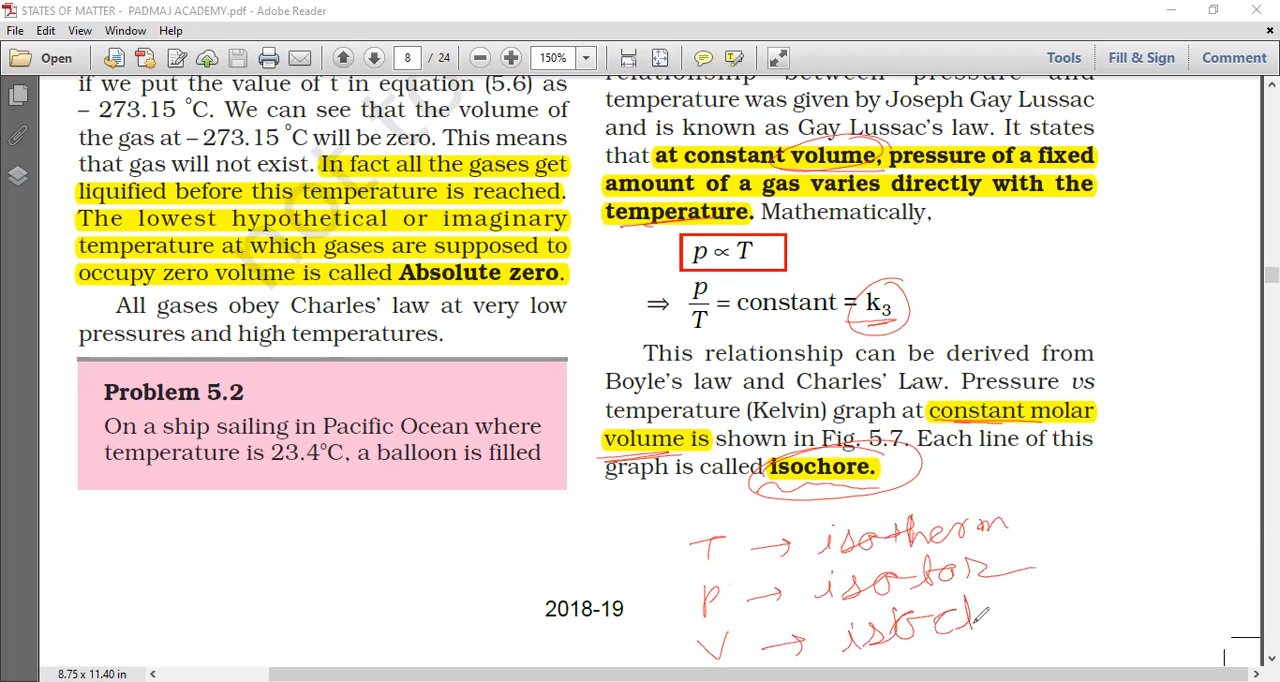 STATES OF MATTER - PADMAJ ACADEMY.pdf - Adobe Reader
File Edit View Window Help
Open 8 / 24 150% Tools Fill & Sign Comment
if we put the value of t in equation (5.6) as
– 273.15 °C. We can see that the volume of
the gas at – 273.15 °C will be zero. This means
that gas will not exist. In fact all the gases get
liquified before this temperature is reached.
The lowest hypothetical or imaginary
temperature at which gases are supposed to
occupy zero volume is called Absolute zero.
All gases obey Charles' law at very low
pressures and high temperatures.
Problem 5.2
On a ship sailing in Pacific Ocean where
temperature is 23.4°C, a balloon is filled
relationship between pressure and
temperature was given by Joseph Gay Lussac
and is known as Gay Lussac's law. It states
that at constant volume, pressure of a fixed
amount of a gas varies directly with the
temperature. Mathematically,
p ∝ T
⇒ p/T = constant = k₃
This relationship can be derived from
Boyle's law and Charles' Law. Pressure vs
temperature (Kelvin) graph at constant molar
volume is shown in Fig. 5.7. Each line of this
graph is called isochore.
T → isotherm
p → isobar
V →
2018-19
not to
8.75 x 11.40 in